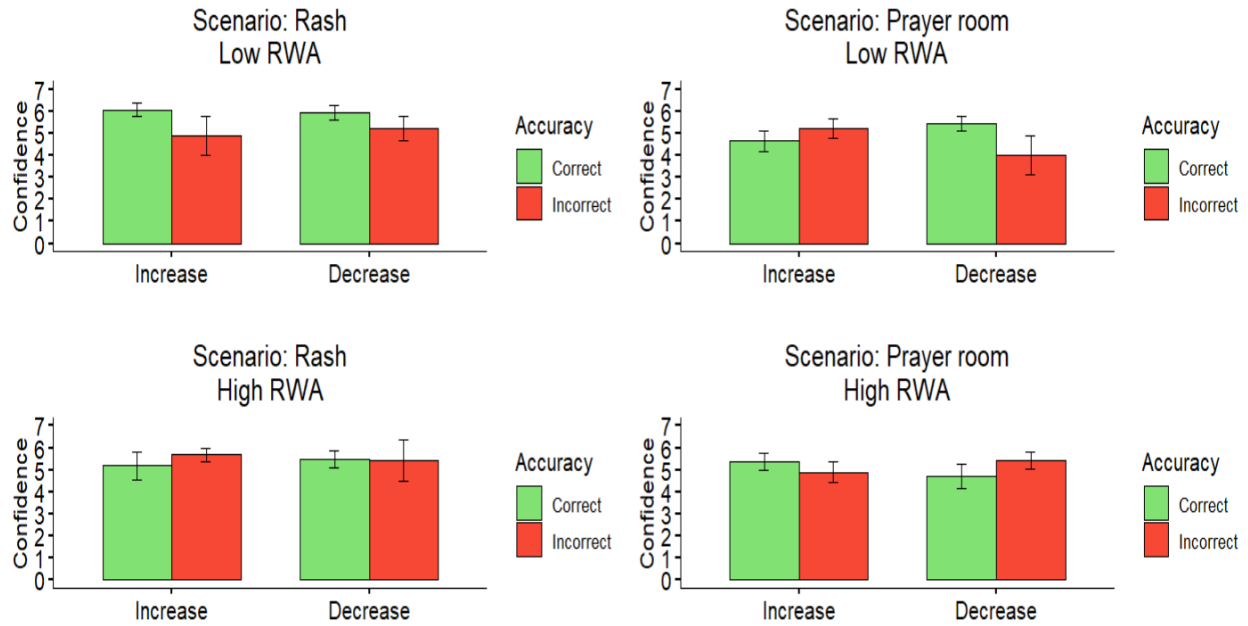 Scenario: Rash
Low RWA
7
6
5
4
3
2
1
0
Confidence
Increase
Decrease
Accuracy
Correct
Incorrect
Scenario: Prayer room
Low RWA
7
6
5
4
3
2
1
0
Confidence
Increase
Decrease
Accuracy
Correct
Incorrect
Scenario: Rash
High RWA
7
6
5
4
3
2
1
0
Confidence
Increase
Decrease
Accuracy
Correct
Incorrect
Scenario: Prayer room
High RWA
7
6
5
4
3
2
1
0
Confidence
Increase
Decrease
Accuracy
Correct
Incorrect